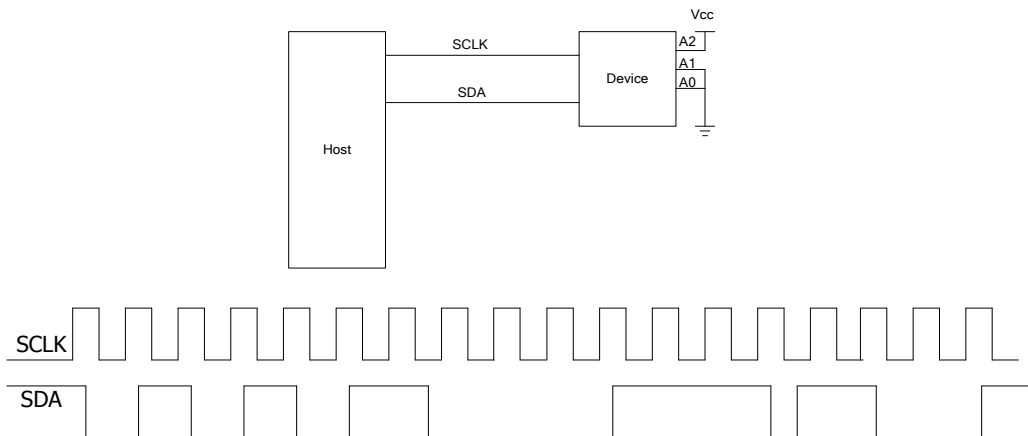 Vcc
SCLK
A2
A1
Device
A0
SDA
Host
SCLK
SDA